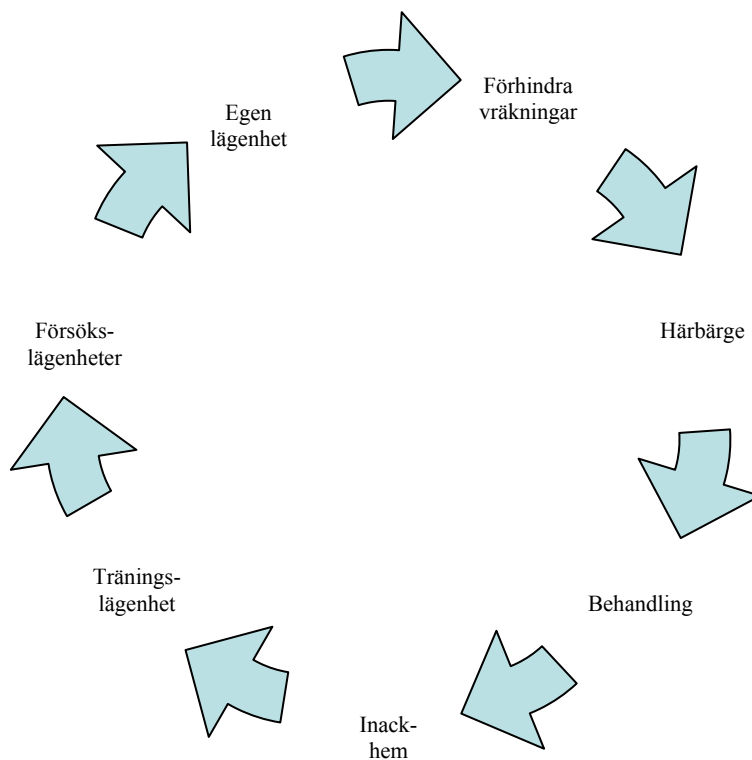 Egen
lägenhet
Förhindra
vräkningar
Härbärge
Behandling
Inack-
hem
Tränings-
lägenhet
Försöks-
lägenheter